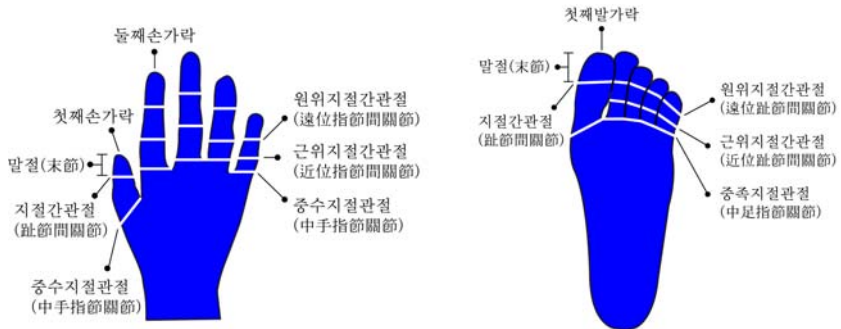 둘째손가락
첫째손가락
말절(末節)
지절간관절
(趾節間關節)
중수지절관절
(中手指節關節)
원위지절간관절
(遠位指節間關節)
근위지절간관절
(近位指節間關節)
중수지절관절
(中手指節關節)
첫째발가락
말절(末節)
지절간관절
(趾節間關節)
원위지절간관절
(遠位趾節間關節)
근위지절간관절
(近位趾節間關節)
중족지절관절
(中足指節關節)